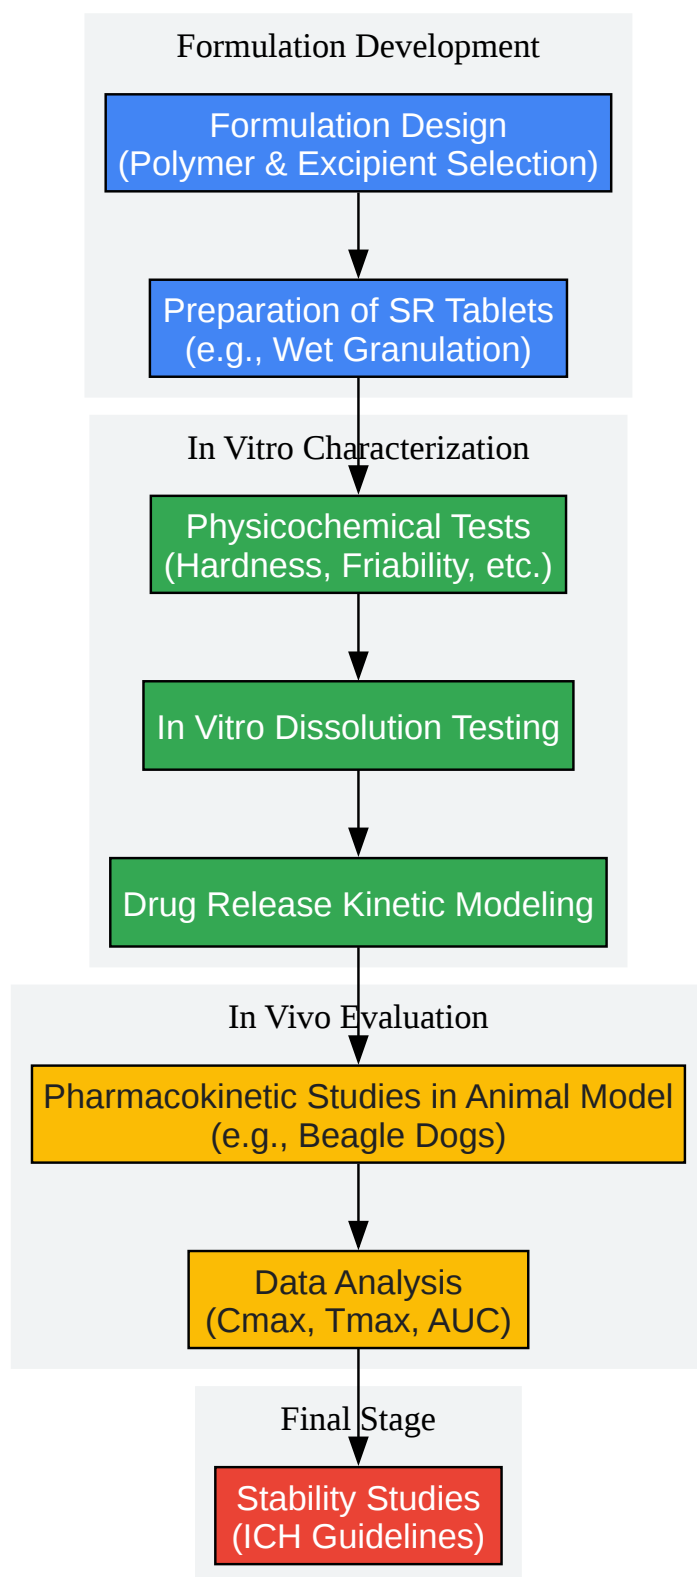 Formulation Development
Formulation Design
(Polymer & Excipient Selection)
Preparation of SR Tablets
(e.g., Wet Granulation)
In Vitro Characterization
Physicochemical Tests
(Hardness, Friability, etc.)
In Vitro Dissolution Testing
Drug Release Kinetic Modeling
In Vivo Evaluation
Pharmacokinetic Studies in Animal Model
(e.g., Beagle Dogs)
Data Analysis
(Cmax, Tmax, AUC)
Final Stage
Stability Studies
(ICH Guidelines)